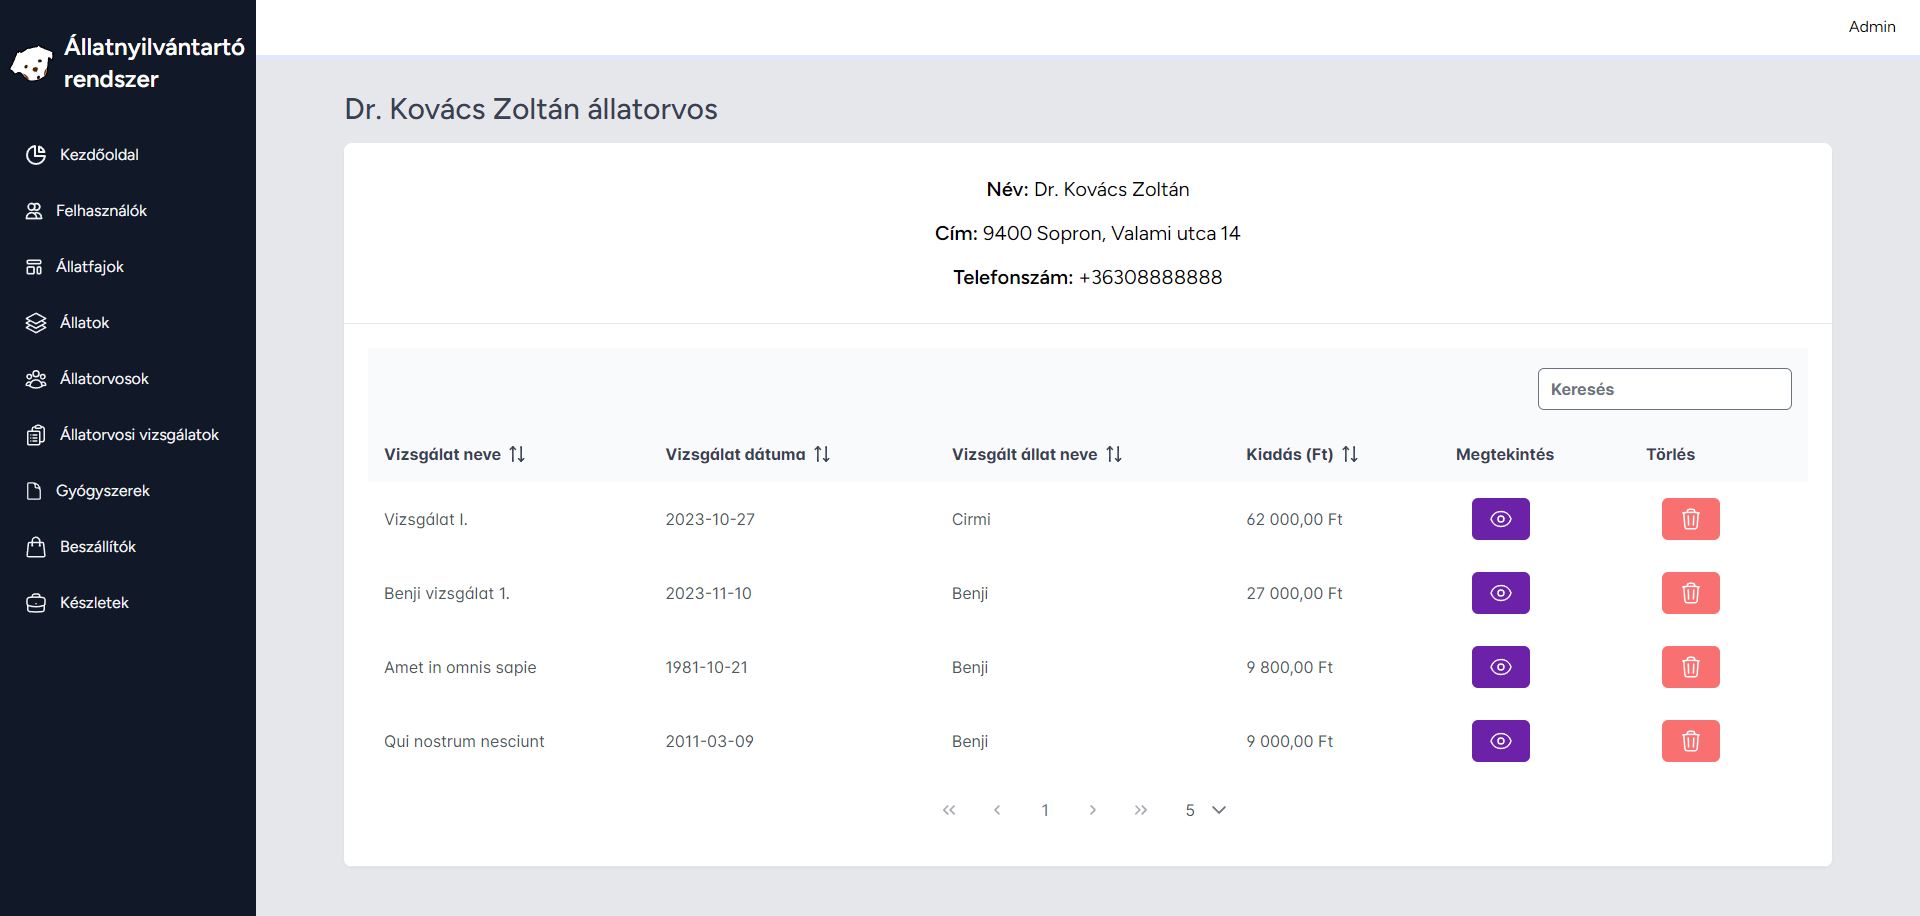 Állatnyilvántartó
rendszer
Admin
Kezdőoldal
Felhasználók
Állatfajok
Állatok
Állatorvosok
Állatorvosi vizsgálatok
Gyógyszerek
Beszállítók
Készletek
Dr. Kovács Zoltán állatorvos
Név: Dr. Kovács Zoltán
Cím: 9400 Sopron, Valami utca 14
Telefonszám: +36308888888
Keresés
Vizsgálat neve Vizsgálat dátuma Vizsgált állat neve Kiadás (Ft) Megtekintés Törlés
Vizsgálat I. 2023-10-27 Cirmi 62 000,00 Ft
Benji vizsgálat 1. 2023-11-10 Benji 27 000,00 Ft
Amet in omnis sapie 1981-10-21 Benji 9 800,00 Ft
Qui nostrum nesciunt 2011-03-09 Benji 9 000,00 Ft
1 5